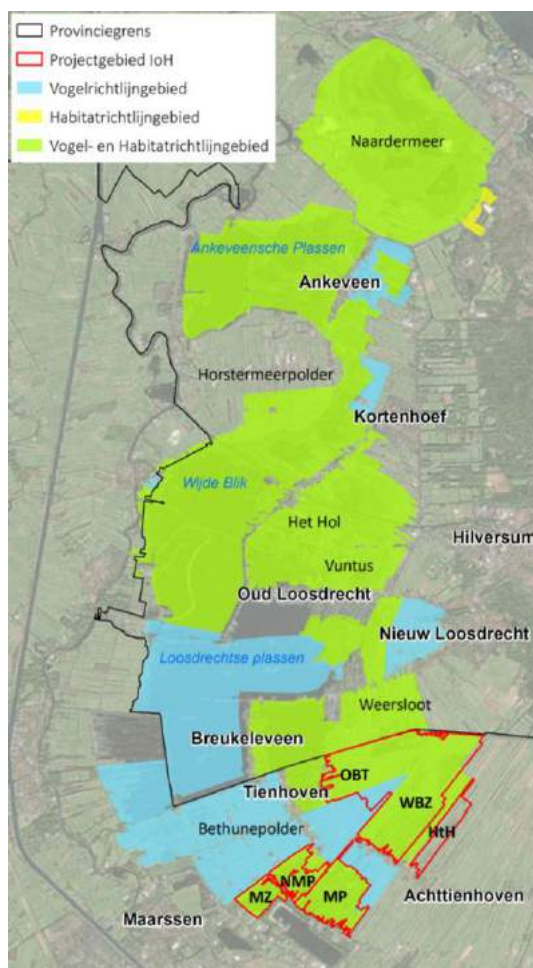 Provinciegrens
Projectgebied IoH
Vogelrichtlijngebied
Habitatrichtlijngebied
Vogel- en Habitatrichtlijngebied
Naardermeer
Ankeveensche Plassen
Ankeveen
Horstermeerpolder
Kortenhoef
Wijde Blik
Het Hol
Hilversum
Vuntus
Oud Loosdrecht
Nieuw Loosdrecht
Loosdrechtse plassen
Weersloot
Breukeleveen
OBT
Tienhoven
WBZ
HtH
Bethunepolder
NMP
MZ
MP
Achttienhoven
Maarssen